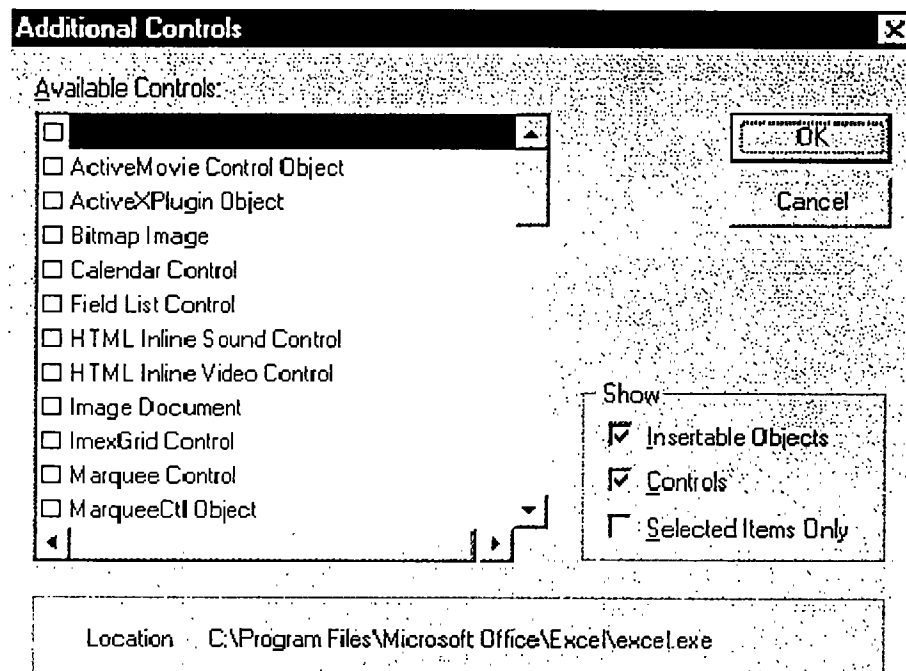 Additional Controls
Available Controls:
ActiveMovie Control Object
ActiveXPlugin Object
Bitmap Image
Calendar Control
Field List Control
HTML Inline Sound Control
HTML Inline Video Control
Image Document
ImexGrid Control
Marquee Control
MarqueeCtl Object
OK
Cancel
Show
Insertable Objects
Controls
Selected Items Only
Location C:\Program Files\Microsoft Office\Excel\excel.exe